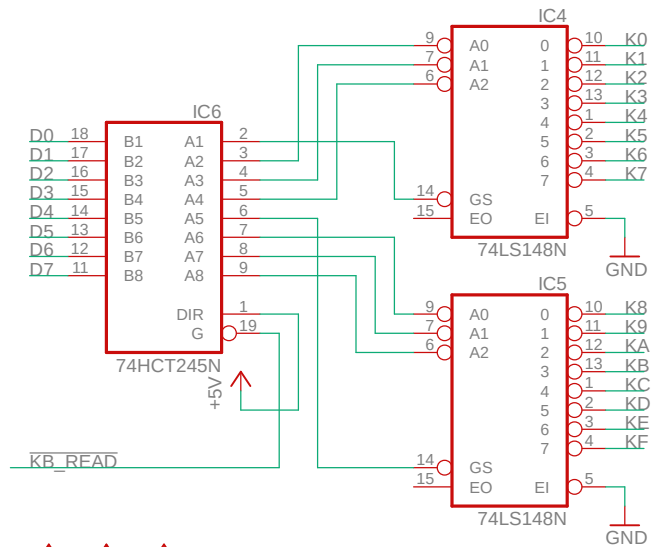 IC4
9 A0 0 10 K0
7 A1 1 11 K1
6 A2 2 12 K2
3 13 K3
4 1 K4
5 2 K5
6 3 K6
7 4 K7
14 GS
15 EO EI 5
74LS148N
GND
IC6
D0 18 B1 A1 2
D1 17 B2 A2 3
D2 16 B3 A3 4
D3 15 B4 A4 5
D4 14 B5 A5 6
D5 13 B6 A6 7
D6 12 B7 A7 8
D7 11 B8 A8 9
DIR 1
G 19
74HCT245N
+5V
KB_READ
IC5
9 A0 0 10 K8
7 A1 1 11 K9
6 A2 2 12 KA
3 13 KB
4 1 KC
5 2 KD
6 3 KE
7 4 KF
14 GS
15 EO EI 5
74LS148N
GND